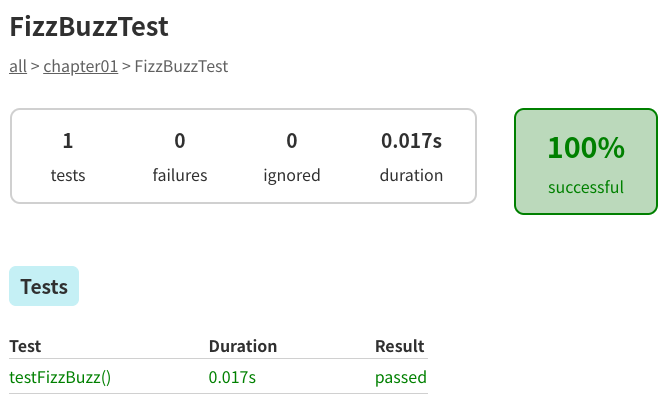 FizzBuzzTest
all > chapter01 > FizzBuzzTest
1 0 0 0.017s
tests failures ignored duration
100%
successful
Tests
Test Duration Result
testFizzBuzz() 0.017s passed